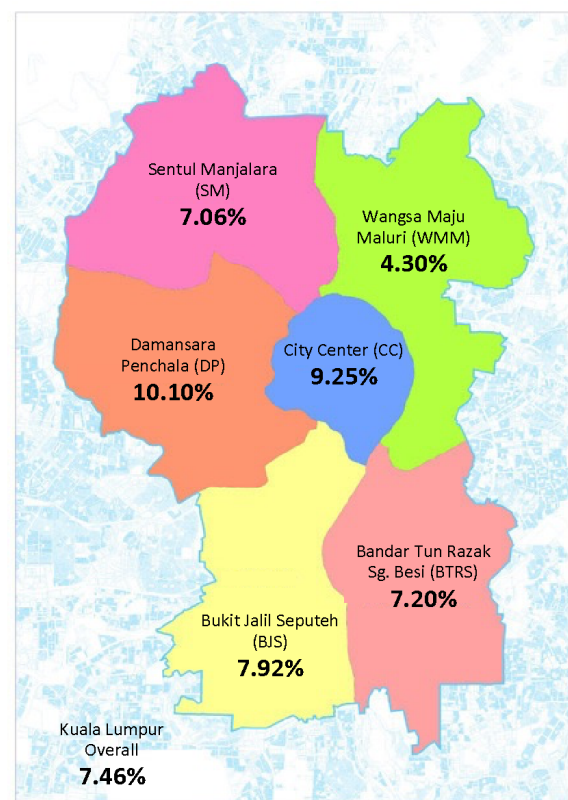 Sentul Manjalara
(SM)
7.06%
Wangsa Maju
Maluri (WMM)
4.30%
Damansara
Penchala (DP)
10.10%
City Center (CC)
9.25%
Bandar Tun Razak
Sg. Besi (BTRS)
7.20%
Bukit Jalil Seputeh
(BJS)
7.92%
Kuala Lumpur
Overall
7.46%